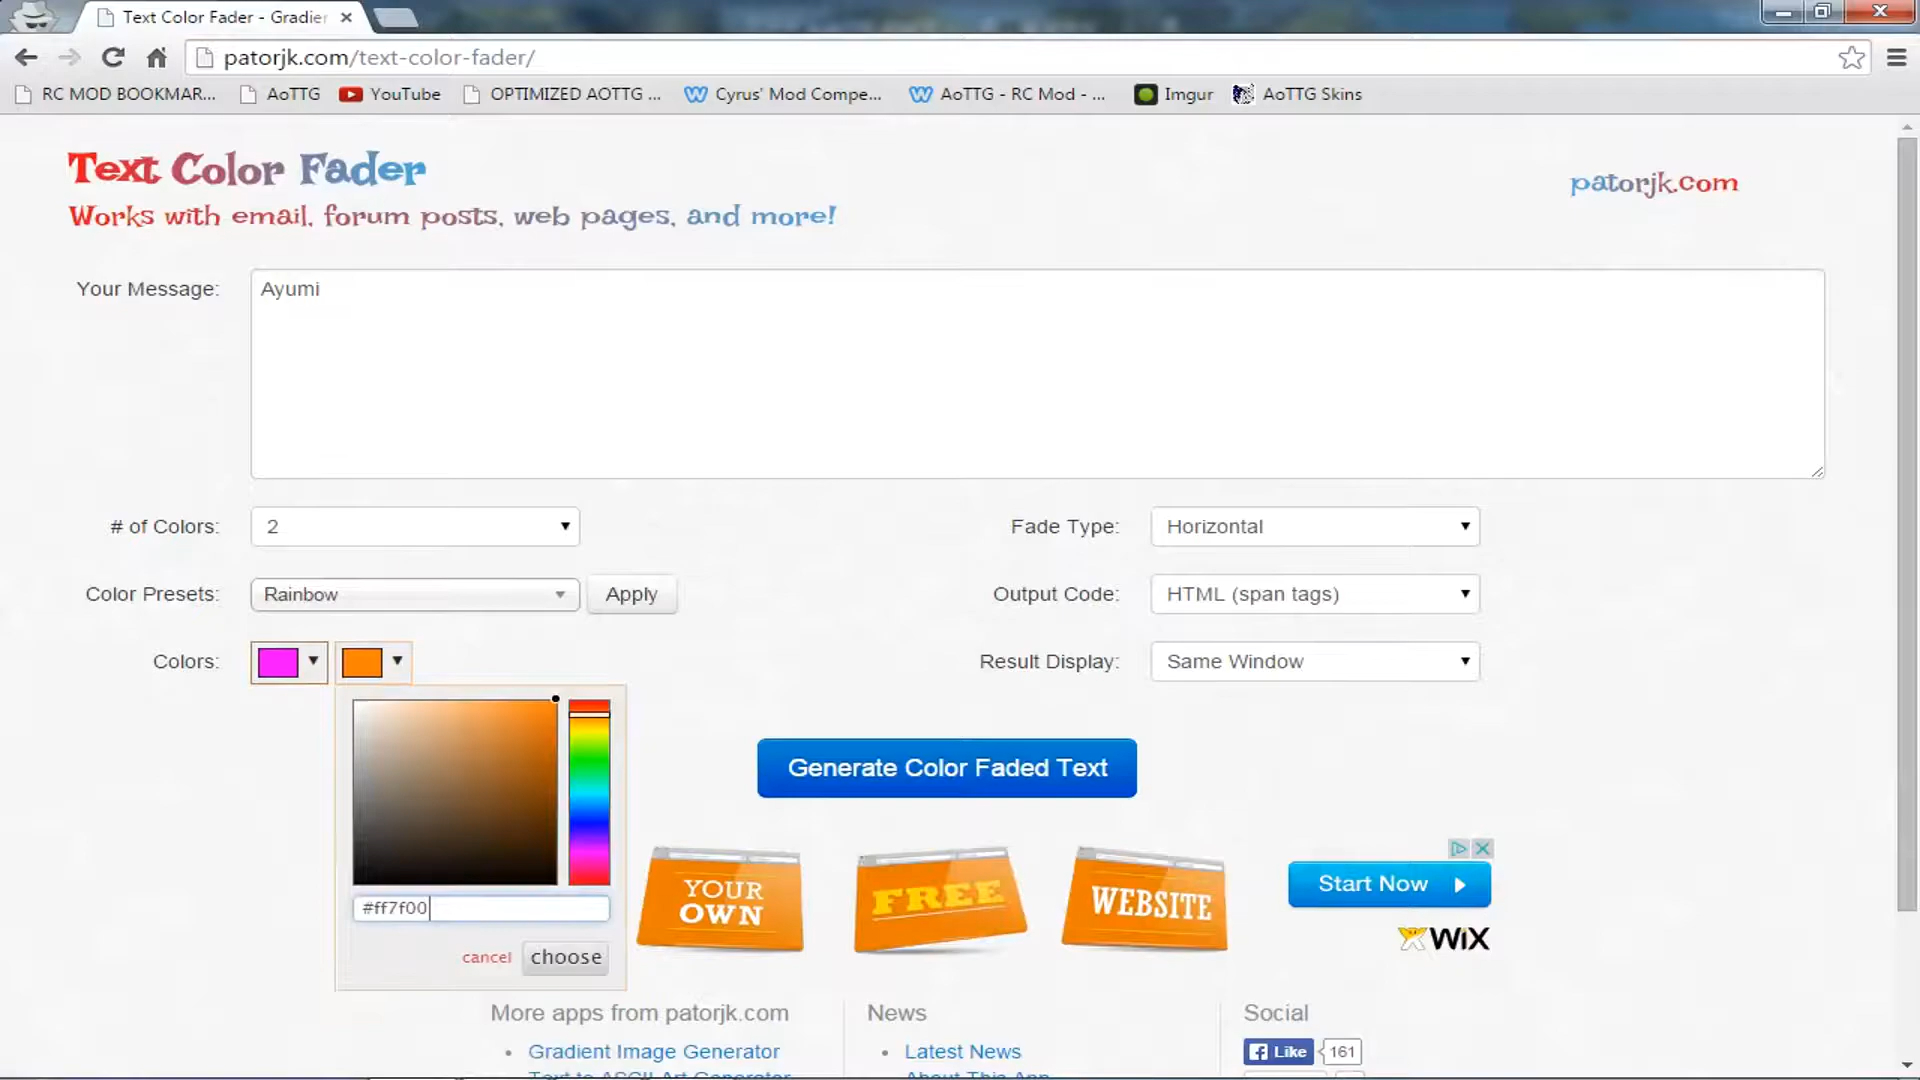 Text Color Fader - Gradier
patorjk.com/text-color-fader/
RC MOD BOOKMAR... AoTTG YouTube OPTIMIZED AOTTG ... Cyrus' Mod Compe... AoTTG - RC Mod - ... Imgur AoTTG Skins
Text Color Fader
patorjk.com
Works with email, forum posts, web pages, and more!
Your Message: Ayumi
# of Colors: 2 Fade Type: Horizontal
Color Presets: Rainbow Apply Output Code: HTML (span tags)
Colors: Result Display: Same Window
Generate Color Faded Text
YOUR OWN FREE WEBSITE Start Now
#ff7f00
WiX
cancel choose
More apps from patorjk.com News Social
Gradient Image Generator Latest News Like 161
Text to ASCII Art Generator About This App